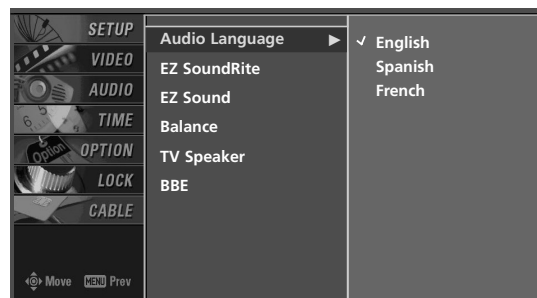 SETUP
VIDEO
AUDIO
TIME
OPTION
LOCK
CABLE
Move MENU Prev
Audio Language
EZ SoundRite
EZ Sound
Balance
TV Speaker
BBE
English
Spanish
French